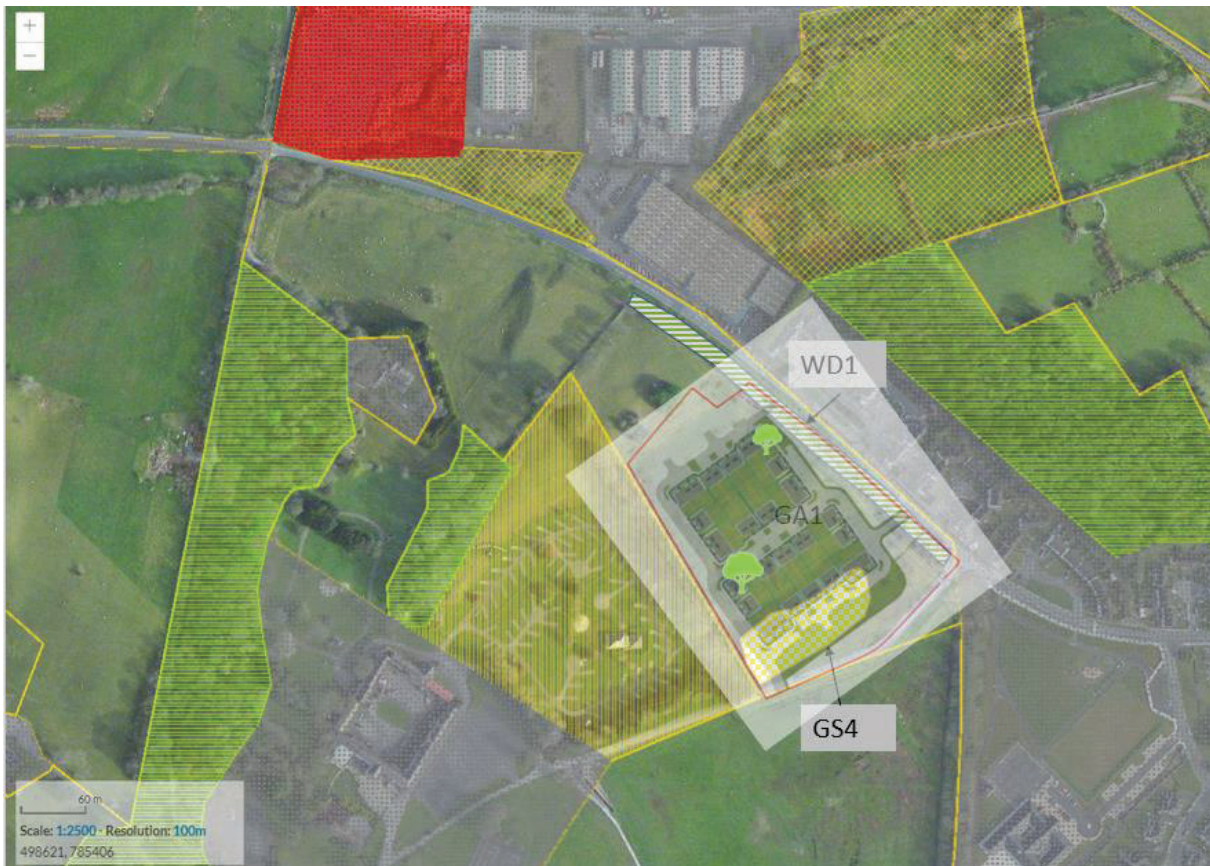 +
−
WD1
GA1
GS4
60 m
Scale: 1:2500 - Resolution: 100m
498621, 785406